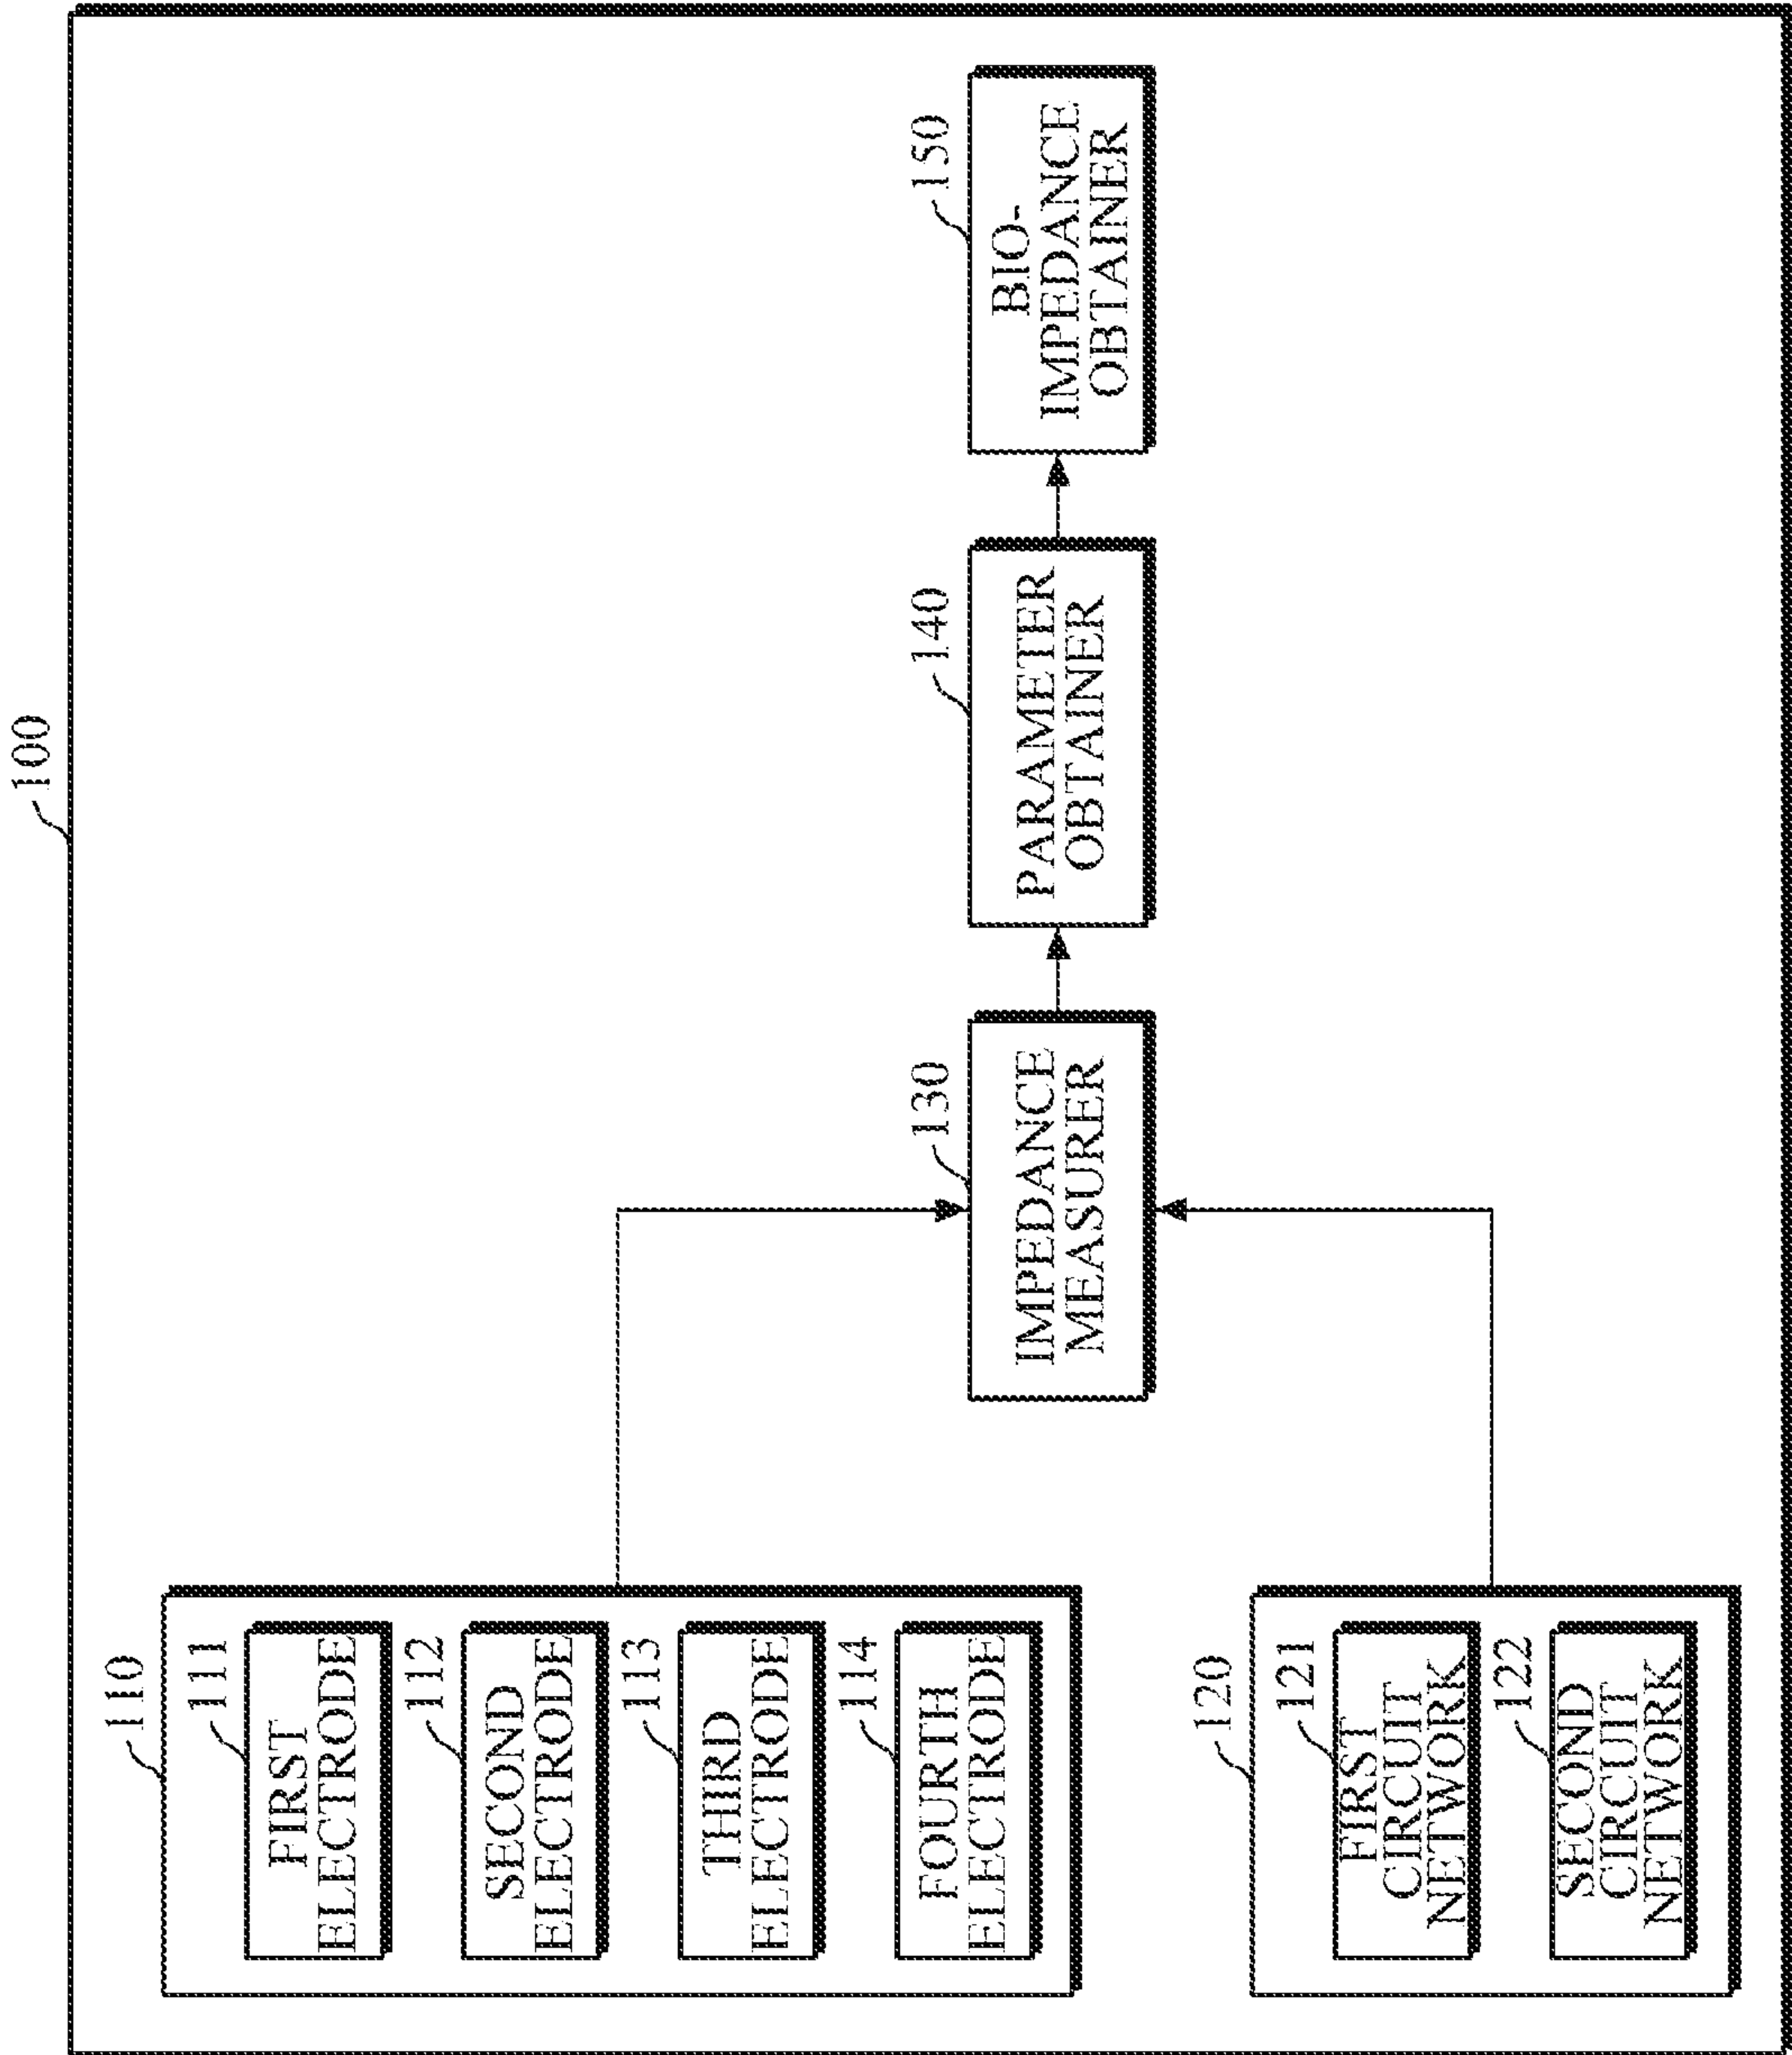 100
110
111
FIRST
ELECTRODE
112
SECOND
ELECTRODE
113
THIRD
ELECTRODE
114
FOURTH
ELECTRODE
120
121
FIRST
CIRCUIT
NETWORK
122
SECOND
CIRCUIT
NETWORK
130
IMPEDANCE
MEASURER
140
PARAMETER
OBTAINER
150
BIO-
IMPEDANCE
OBTAINER